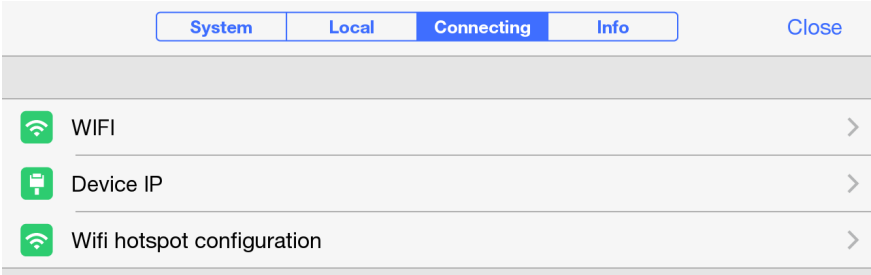 System Local Connecting Info Close
WIFI
Device IP
Wifi hotspot configuration